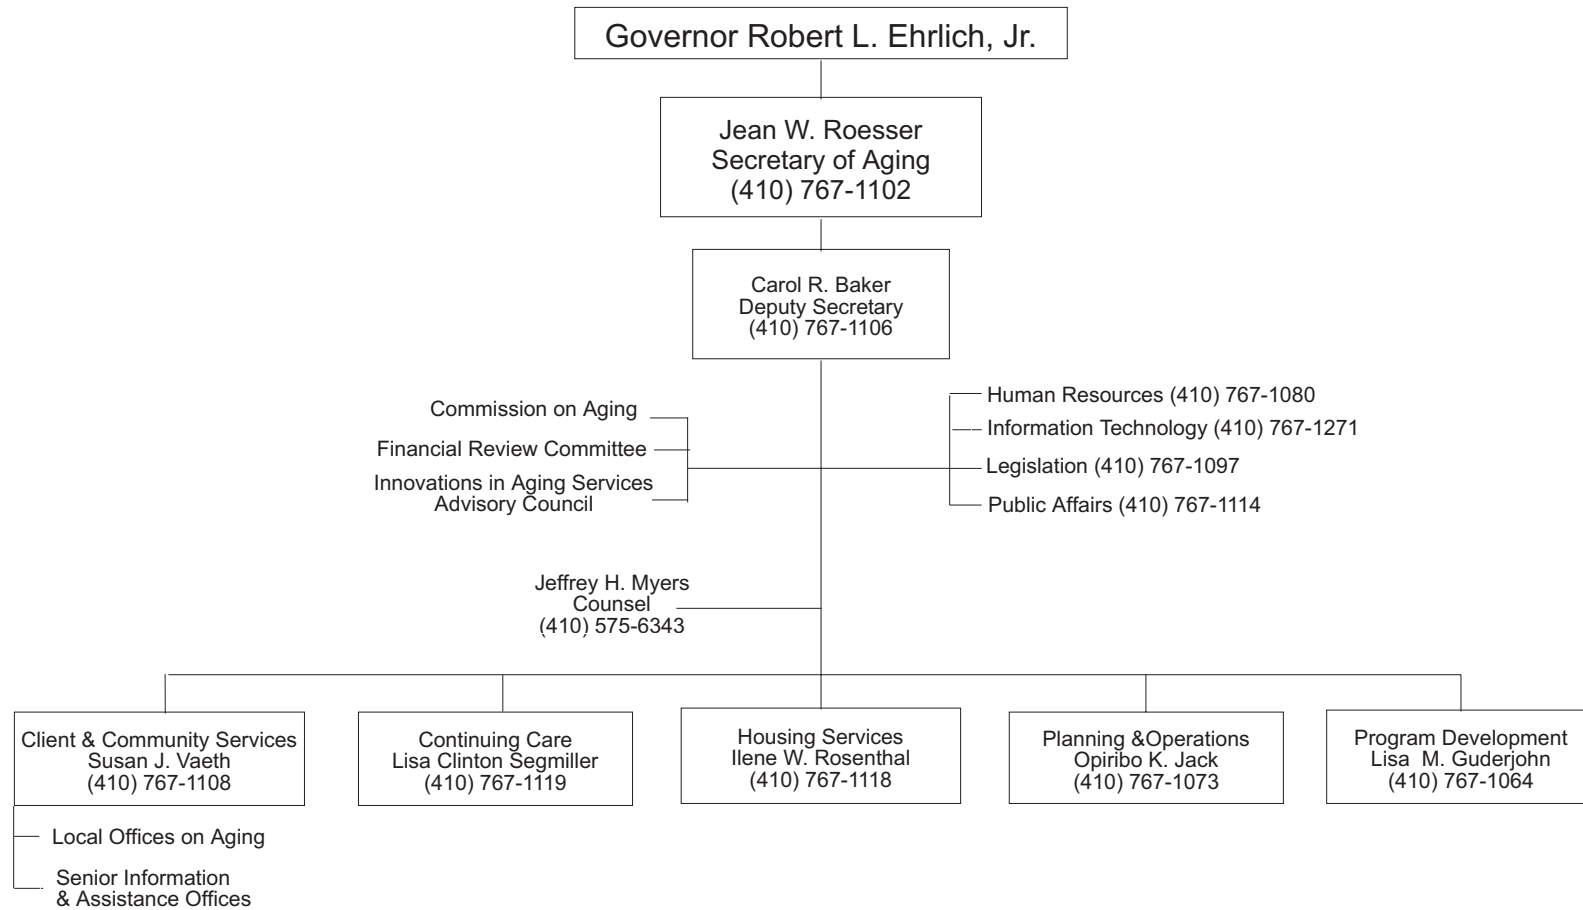 Governor Robert L. Ehrlich, Jr.
Jean W. Roesser
Secretary of Aging
(410) 767-1102
Carol R. Baker
Deputy Secretary
(410) 767-1106
Commission on Aging
Financial Review Committee
Innovations in Aging Services
Advisory Council
Human Resources (410) 767-1080
Information Technology (410) 767-1271
Legislation (410) 767-1097
Public Affairs (410) 767-1114
Jeffrey H. Myers
Counsel
(410) 575-6343
Client & Community Services
Susan J. Vaeth
(410) 767-1108
Continuing Care
Lisa Clinton Segmiller
(410) 767-1119
Housing Services
Ilene W. Rosenthal
(410) 767-1118
Planning &Operations
Opiribo K. Jack
(410) 767-1073
Program Development
Lisa  M. Guderjohn
(410) 767-1064
Local Offices on Aging
Senior Information
& Assistance Offices